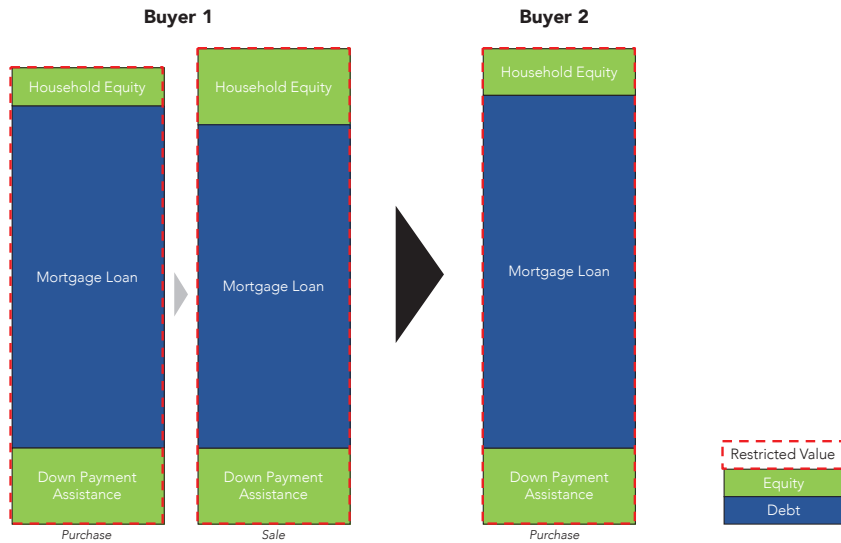 Buyer 1
Buyer 2
Household Equity
Mortgage Loan
Down Payment
Assistance
Purchase
Household Equity
Mortgage Loan
Down Payment
Assistance
Sale
Household Equity
Mortgage Loan
Down Payment
Assistance
Purchase
Restricted Value
Equity
Debt